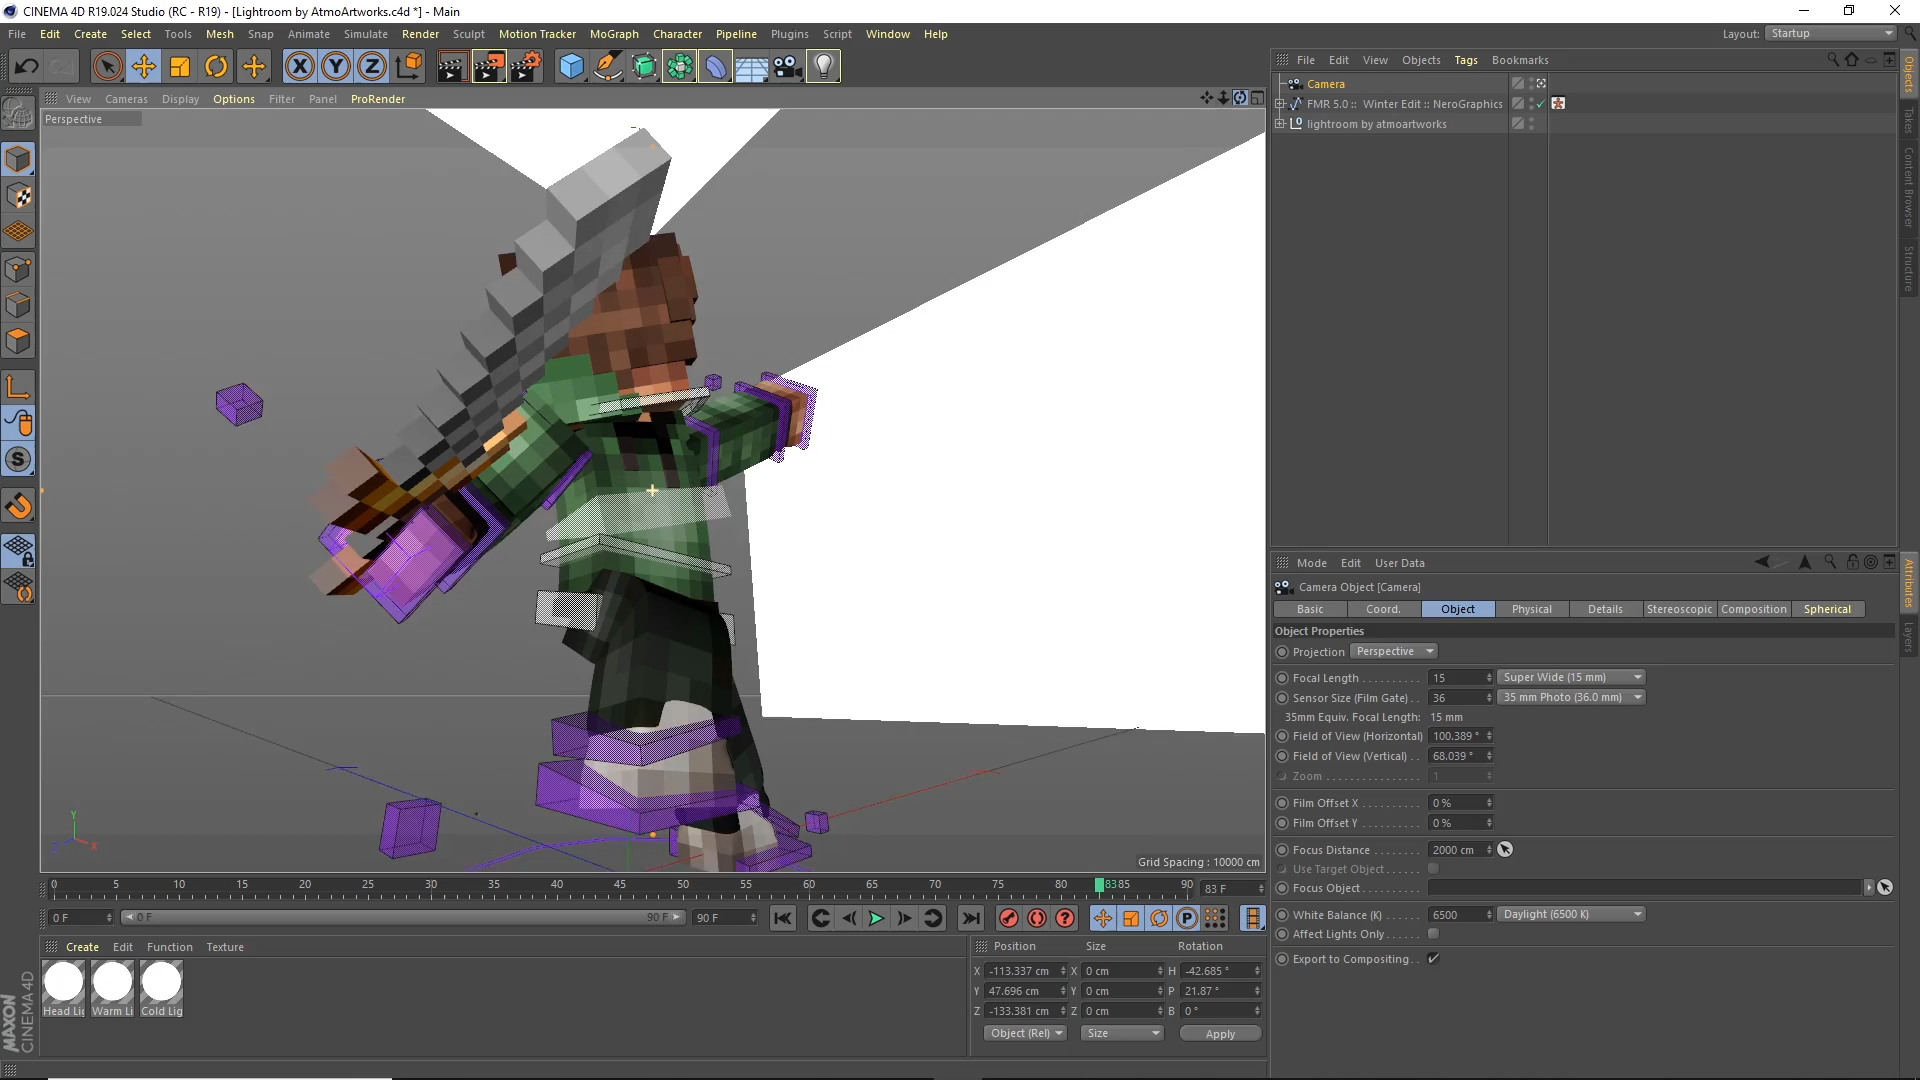 CINEMA 4D R19.024 Studio (RC - R19) - [Lightroom by AtmoArtworks.c4d *] - Main
File Edit Create Select Tools Mesh Snap Animate Simulate Render Sculpt Motion Tracker MoGraph Character Pipeline Plugins Script Window Help
Layout: Startup
View Cameras Display Options Filter Panel ProRender
Perspective
Grid Spacing : 10000 cm
0 5 10 15 20 25 30 35 40 45 50 55 60 65 70 75 80 8385 90
83 F
0 F
0 F
90 F
90 F
Create Edit Function Texture
Head Lig
Warm Li
Cold Lig
MAXON
CINEMA 4D
Position Size Rotation
X -113.337 cm X 0 cm H -42.685 °
Y 47.696 cm Y 0 cm P 21.87 °
Z -133.381 cm Z 0 cm B 0 °
Object (Rel) Size Apply
File Edit View Objects Tags Bookmarks
Camera
FMR 5.0 :: Winter Edit :: NeroGraphics
lightroom by atmoartworks
Objects
Takes
Content Browser
Structure
Mode Edit User Data
Camera Object [Camera]
Basic Coord. Object Physical Details Stereoscopic Composition Spherical
Object Properties
Projection Perspective
Focal Length 15 Super Wide (15 mm)
Sensor Size (Film Gate) 36 35 mm Photo (36.0 mm)
35mm Equiv. Focal Length: 15 mm
Field of View (Horizontal) 100.389 °
Field of View (Vertical) 68.039 °
Zoom 1
Film Offset X 0 %
Film Offset Y 0 %
Focus Distance 2000 cm
Use Target Object
Focus Object
White Balance (K) 6500 Daylight (6500 K)
Affect Lights Only
Export to Compositing
Attributes
Layers
X Y Z
S
P
Y
Z
X